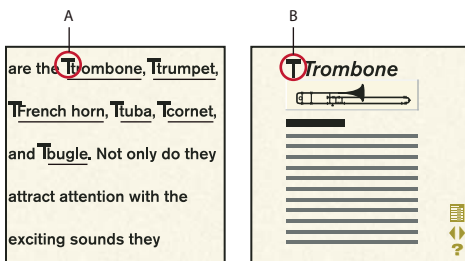 A
are the Ttrombone, Ttrumpet,
TFrench horn, Ttuba, Tcornet,
and Tbugle. Not only do they
attract attention with the
exciting sounds they
B
TTrombone
?